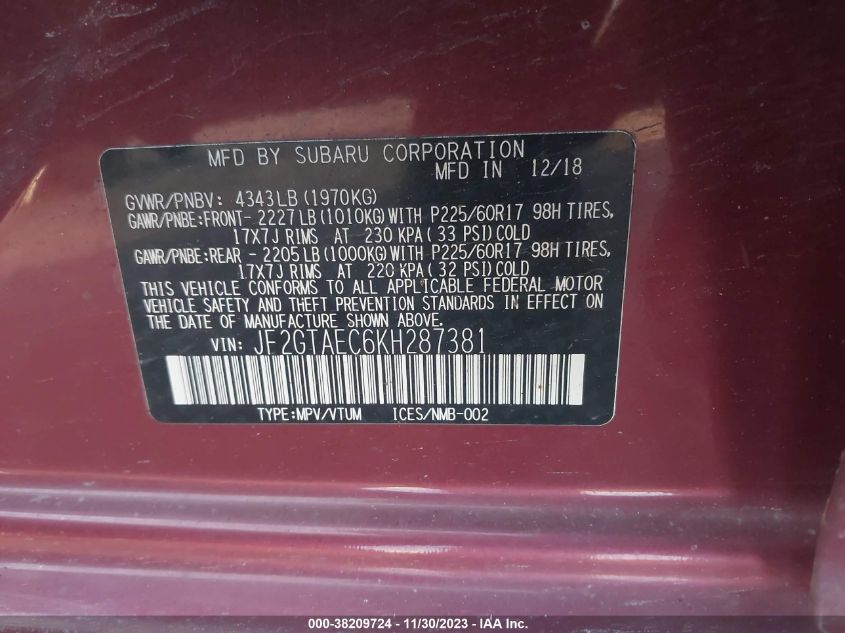 MFD BY SUBARU CORPORATION
MFD IN 12/18
GVWR/PNBV: 4343LB (1970KG)
GAWR/PNBE:FRONT- 2227LB (1010KG) WITH P225/60R17 98H TIRES,
17X7J RIMS AT 230 KPA (33 PSI) COLD
GAWR/PNBE:REAR - 2205LB (1000KG) WITH P225/60R17 98H TIRES,
17X7J RIMS AT 220 KPA (32 PSI) COLD
THIS VEHICLE CONFORMS TO ALL APPLICABLE FEDERAL MOTOR
VEHICLE SAFETY AND THEFT PREVENTION STANDARDS IN EFFECT ON
THE DATE OF MANUFACTURE SHOWN ABOVE.
VIN: JF2GTAEC6KH287381
TYPE:MPV/VTUM ICES/NMB-002
000-38209724 - 11/30/2023 - IAA Inc.